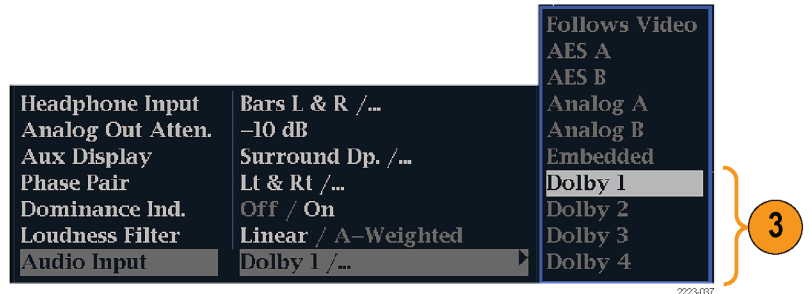 Follows Video
AES A
AES B
Analog A
Analog B
Embedded
Dolby 1
Dolby 2
Dolby 3
Dolby 4
Headphone Input Bars L & R /...
Analog Out Atten. –10 dB
Aux Display Surround Dp. /...
Phase Pair Lt & Rt /...
Dominance Ind. Off / On
Loudness Filter Linear / A–Weighted
Audio Input Dolby 1 /...
3
2223-037